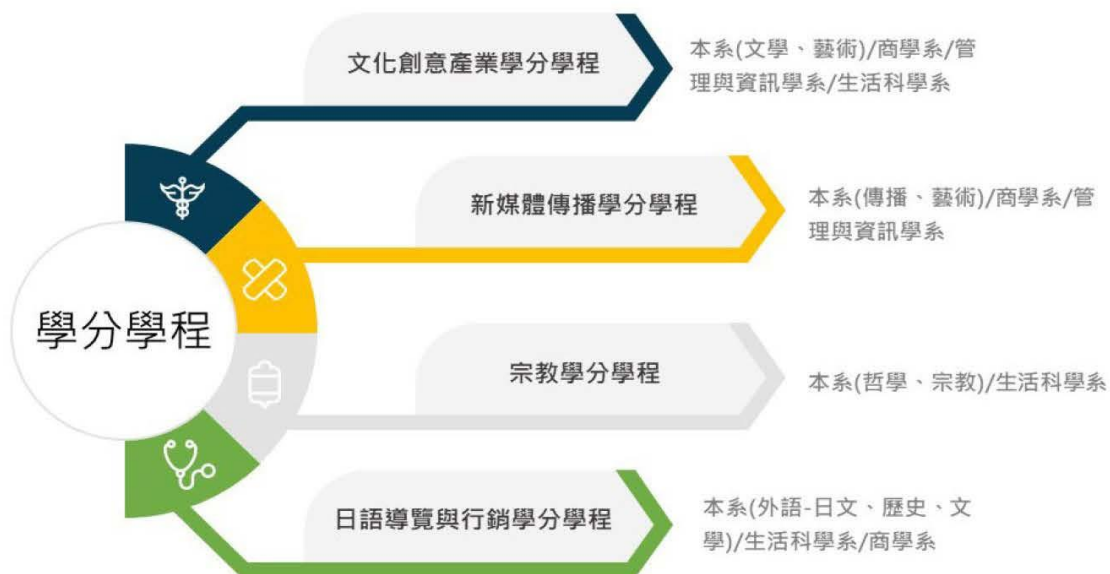 文化創意產業學分學程
本系(文學、藝術)/商學系/管
理與資訊學系/生活科學系
新媒體傳播學分學程
本系(傳播、藝術)/商學系/管
理與資訊學系
學分學程
宗教學分學程
本系(哲學、宗教)/生活科學系
日語導覽與行銷學分學程
本系(外語-日文、歷史、文
學)/生活科學系/商學系